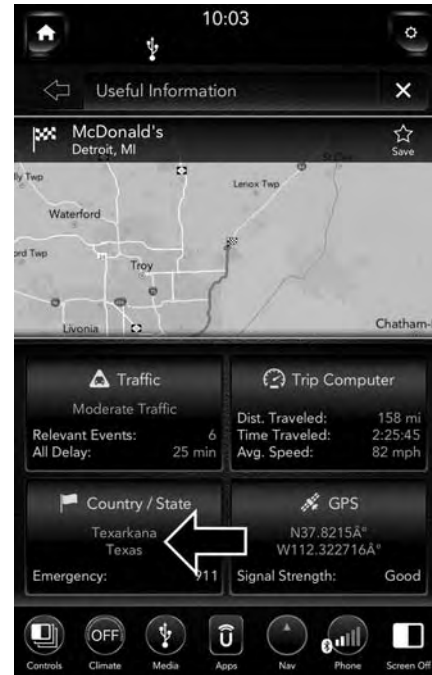 10:03
Useful Information
McDonald's
Detroit, MI
Save
Lenox Twp
Waterford
Troy
Livonia
Chatham-
Traffic
Moderate Traffic
Relevant Events: 6
All Delay: 25 min
Trip Computer
Dist. Traveled: 158 mi
Time Traveled: 2:25:45
Avg. Speed: 82 mph
Country / State
Texarkana
Texas
Emergency: 911
GPS
N37.8215Â°
W112.322716Â°
Signal Strength: Good
OFF
Controls
Climate
Media
Apps
Nav
Phone
Screen Off